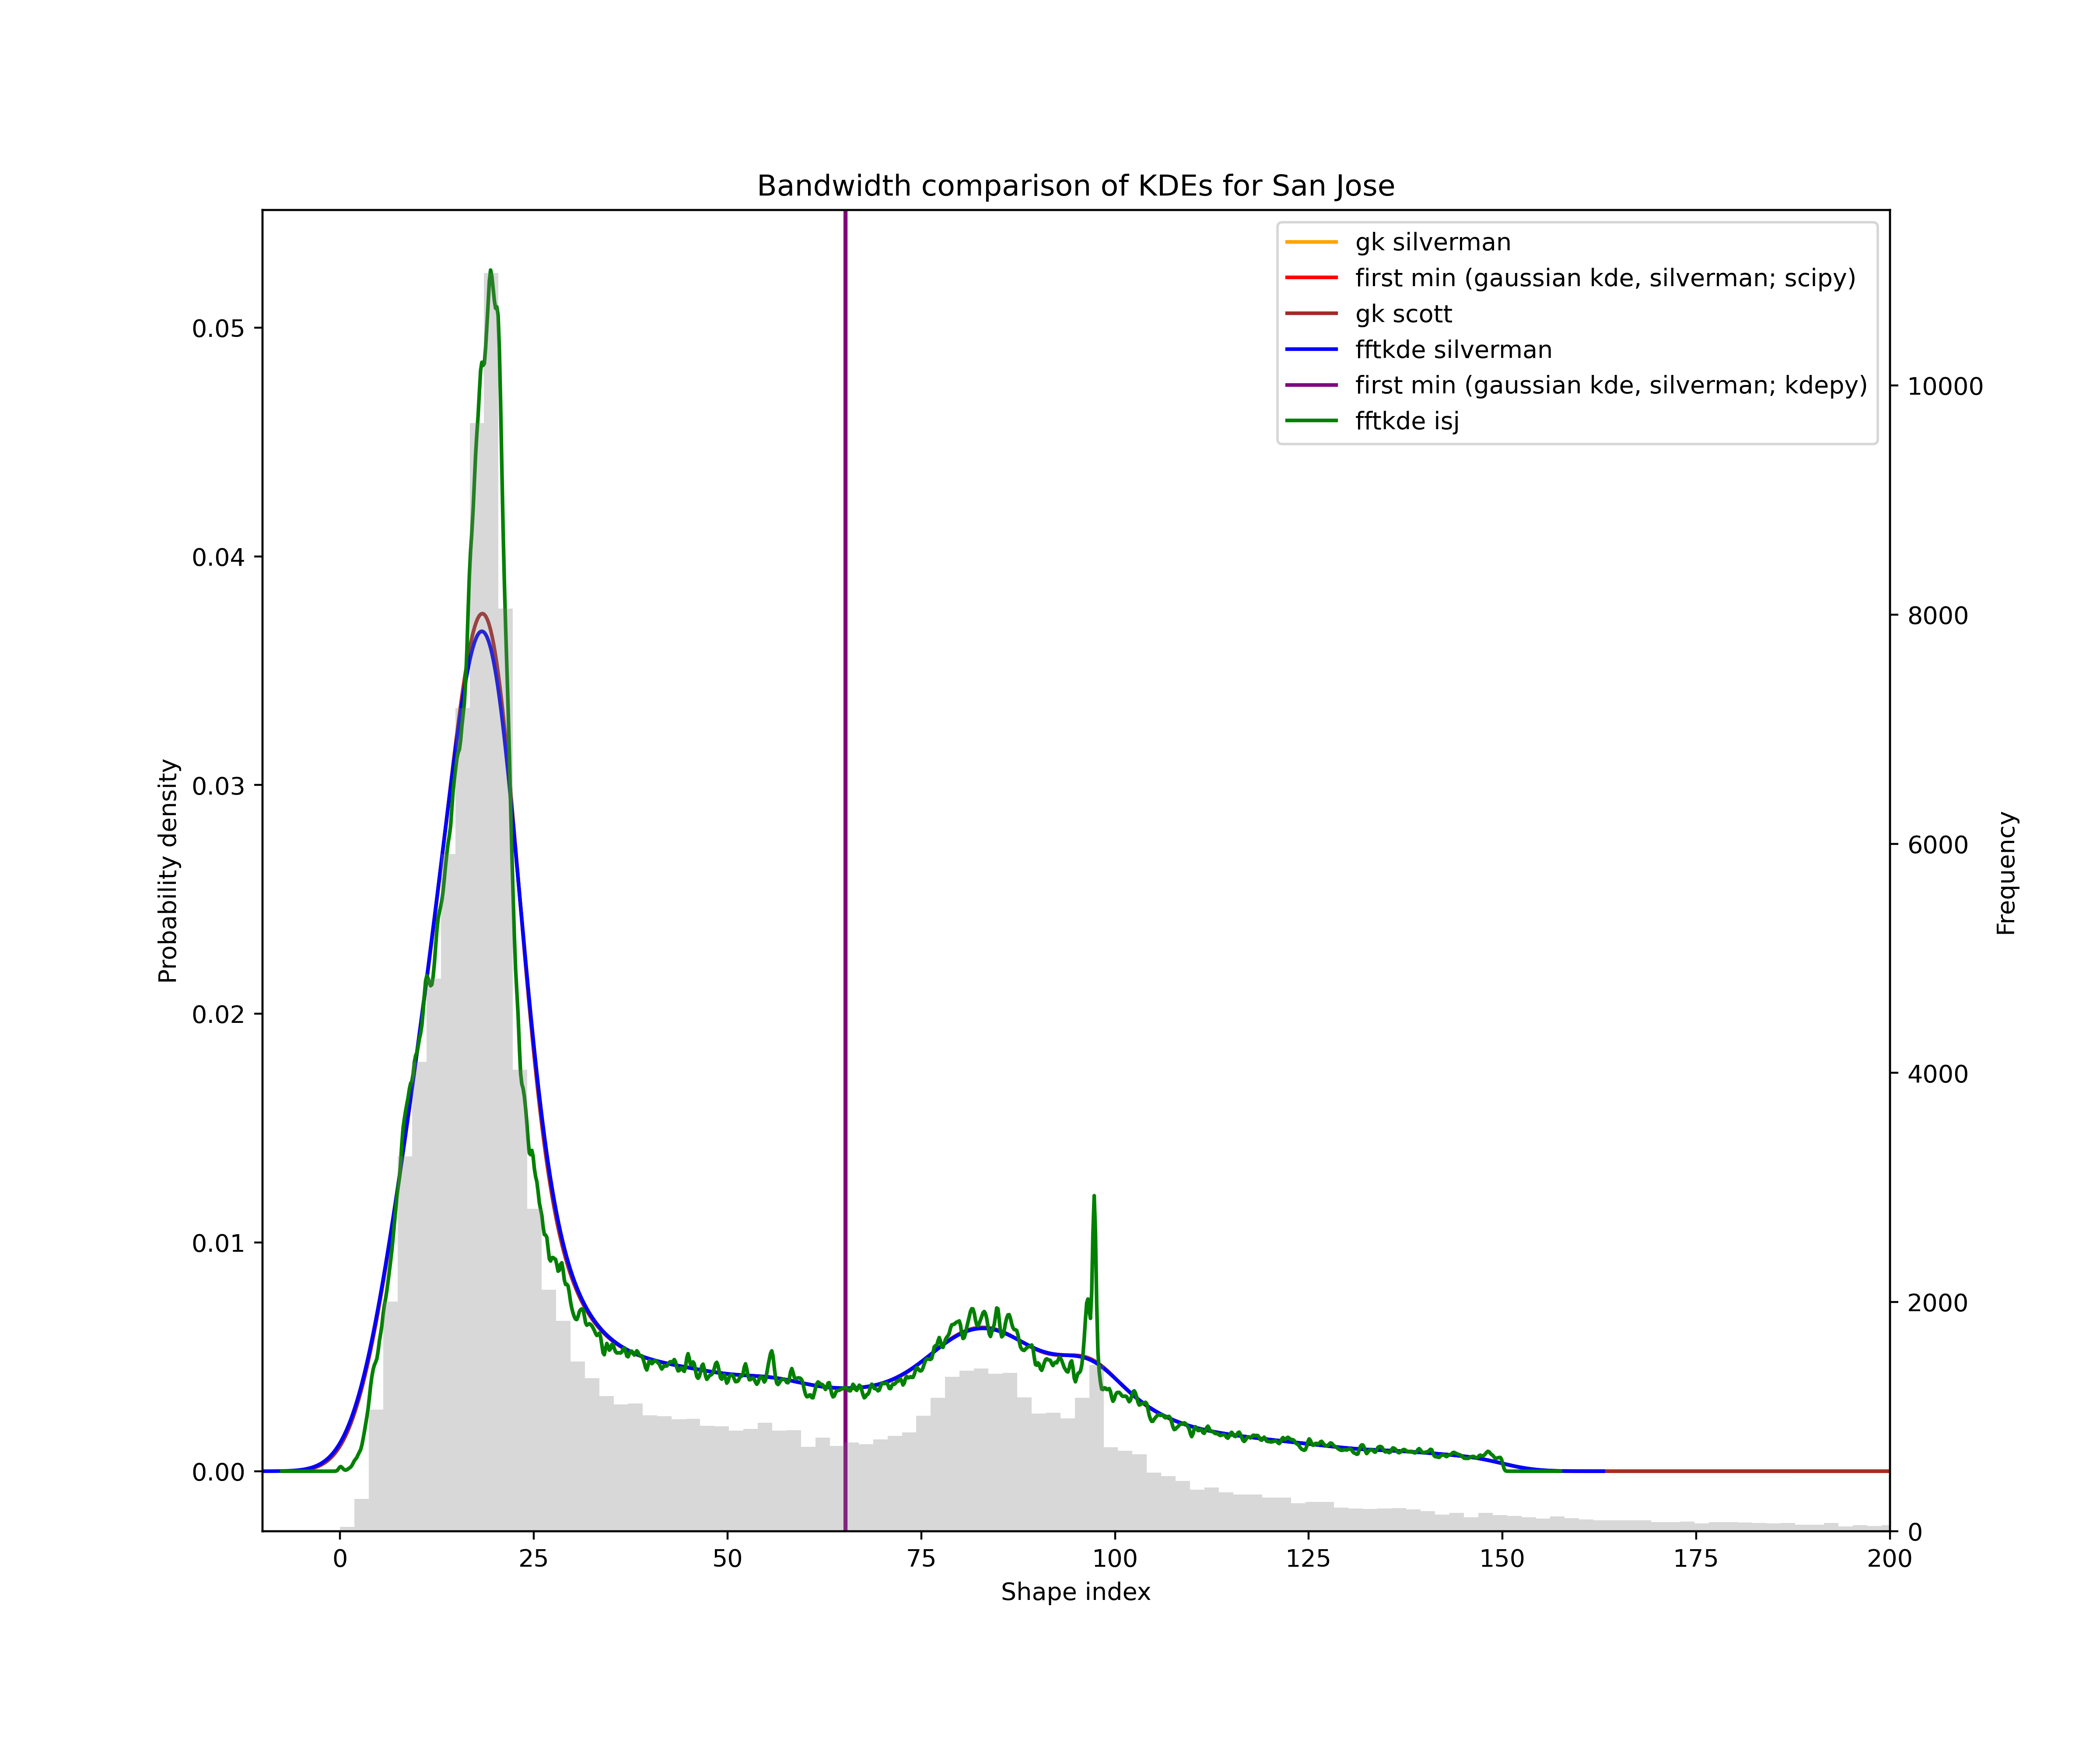 Bandwidth comparison of KDEs for San Jose
gk silverman
first min (gaussian kde, silverman; scipy)
gk scott
fftkde silverman
first min (gaussian kde, silverman; kdepy)
fftkde isj
Probability density
0.05
0.04
0.03
0.02
0.01
0.00
10000
8000
6000
4000
2000
0
Frequency
0 25 50 75 100 125 150 175 200
Shape index